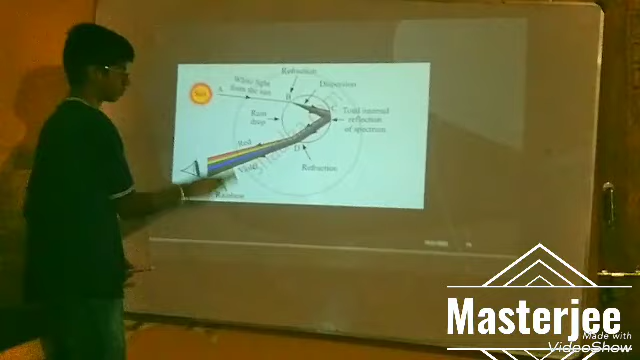 Refraction
White light
from the sun
Dispersion
Sun
A
B
C
Rain
drop
Total internal
reflection
of spectrum
Red
D
Violet
Refraction
Rainbow
Masterjee
Made with
VideoShow